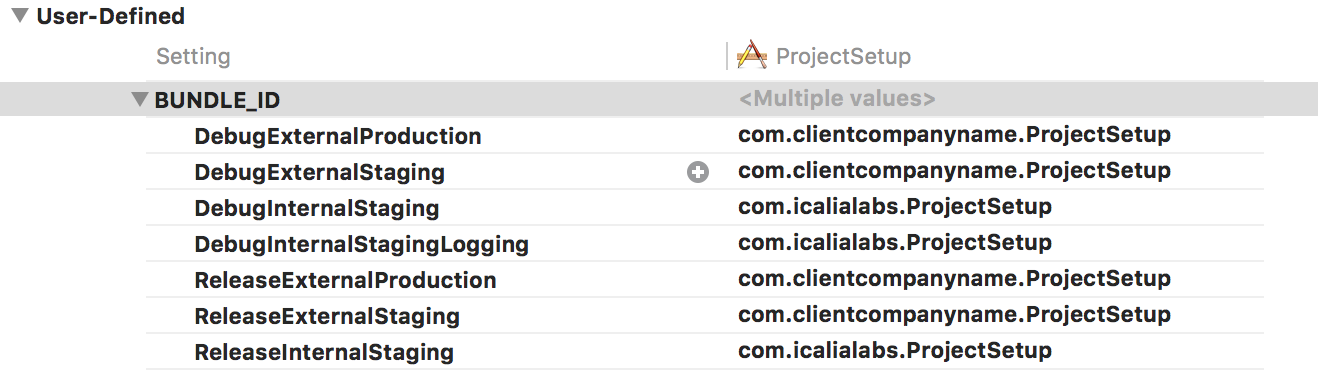 User-Defined
Setting ProjectSetup
BUNDLE_ID <Multiple values>
DebugExternalProduction com.clientcompanyname.ProjectSetup
DebugExternalStaging com.clientcompanyname.ProjectSetup
DebugInternalStaging com.icalialabs.ProjectSetup
DebugInternalStagingLogging com.icalialabs.ProjectSetup
ReleaseExternalProduction com.clientcompanyname.ProjectSetup
ReleaseExternalStaging com.clientcompanyname.ProjectSetup
ReleaseInternalStaging com.icalialabs.ProjectSetup